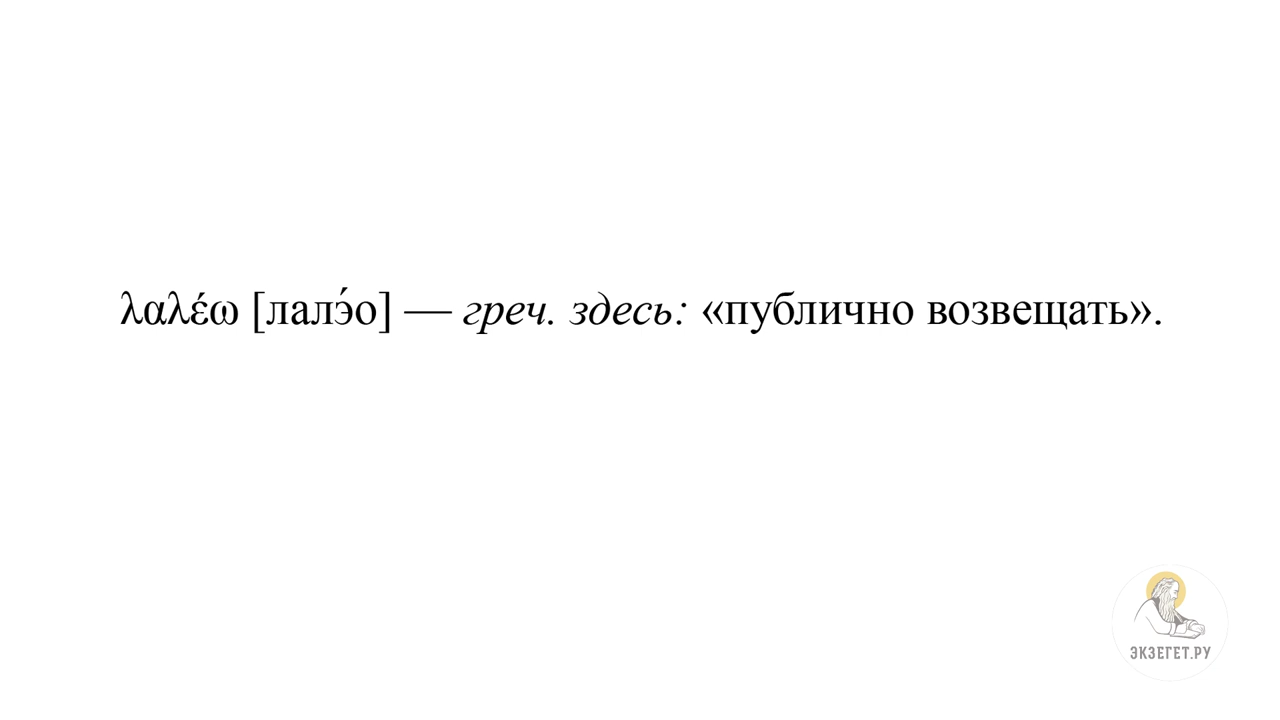 λαλέω [лалэ́о] — греч. здесь: «публично возвещать».
ЭКЗЕГЕТ.РУ